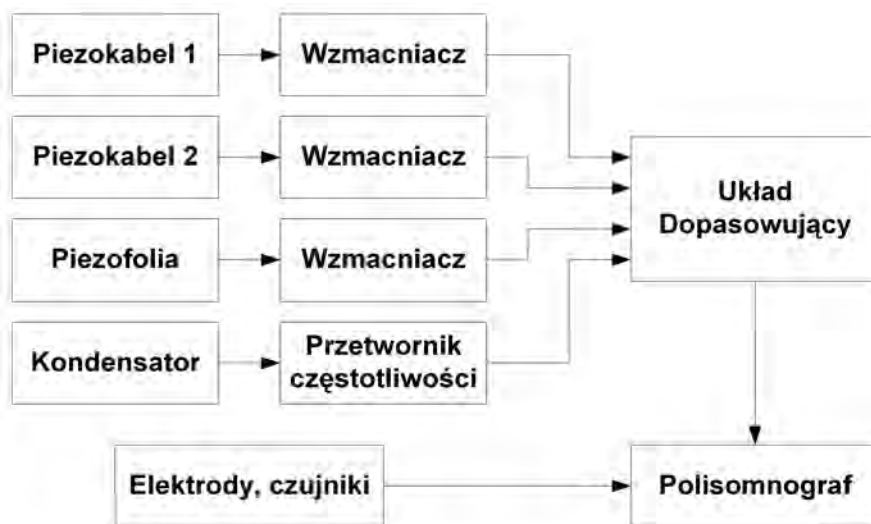 Piezokabel 1
Wzmacniacz
Piezokabel 2
Wzmacniacz
Układ
Dopasowujący
Piezofolia
Wzmacniacz
Kondensator
Przetwornik
częstotliwości
Elektrody, czujniki
Polisomnograf